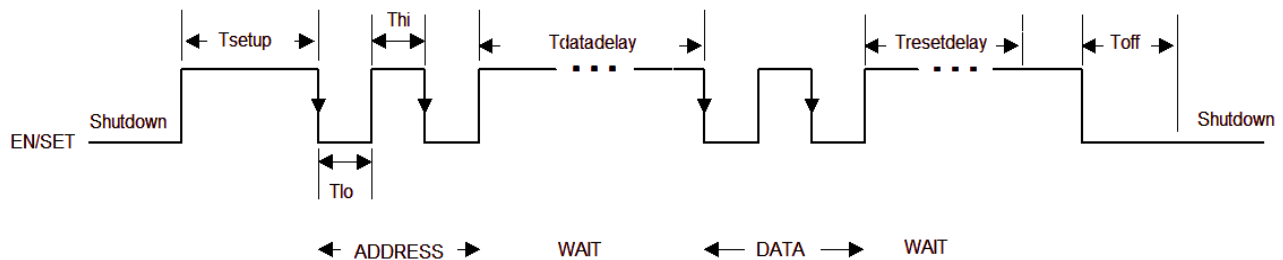 Thi
Tsetup
Tdatadelay
Tresetdelay
Toff
Shutdown
Shutdown
EN/SET
Tlo
ADDRESS
WAIT
DATA
WAIT